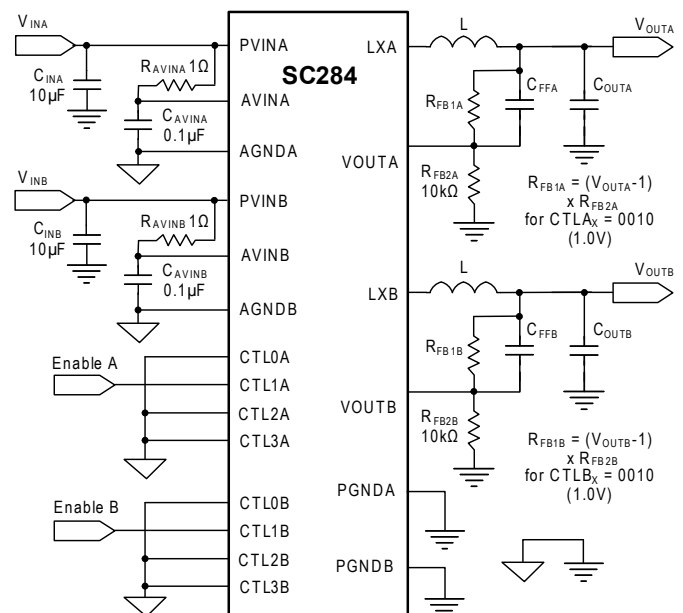 VINA
CINA
10µF
RAVINA 1Ω
CAVINA
0.1µF
VINB
CINB
10µF
RAVINB 1Ω
CAVINB
0.1µF
Enable A
Enable B
SC284
PVINA
AVINA
AGNDA
PVINB
AVINB
AGNDB
CTL0A
CTL1A
CTL2A
CTL3A
CTL0B
CTL1B
CTL2B
CTL3B
LXA
VOUTA
LXB
VOUTB
PGNDA
PGNDB
L
VOUTA
RFB1A
CFFA
COUTA
RFB2A
10kΩ
RFB1A = (VOUTA-1)
x RFB2A
for CTLAX = 0010
(1.0V)
L
VOUTB
RFB1B
CFFB
COUTB
RFB2B
10kΩ
RFB1B = (VOUTB-1)
x RFB2B
for CTLBX = 0010
(1.0V)